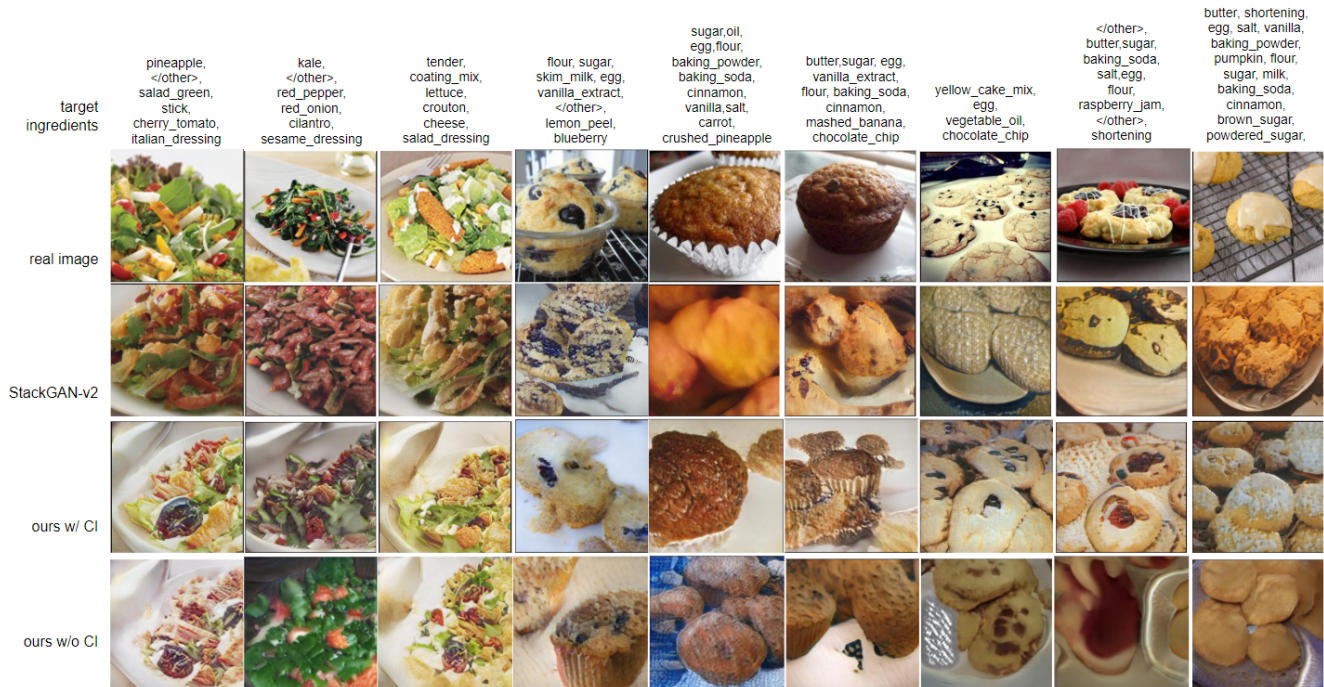 target
ingredients
pineapple,
</other>,
salad_green,
stick,
cherry_tomato,
italian_dressing
kale,
</other>,
red_pepper,
red_onion,
cilantro,
sesame_dressing
tender,
coating_mix,
lettuce,
crouton,
cheese,
salad_dressing
flour, sugar,
skim_milk, egg,
vanilla_extract,
</other>,
lemon_peel,
blueberry
sugar,oil,
egg,flour,
baking_powder,
baking_soda,
cinnamon,
vanilla,salt,
carrot,
crushed_pineapple
butter,sugar, egg,
vanilla_extract,
flour, baking_soda,
cinnamon,
mashed_banana,
chocolate_chip
yellow_cake_mix,
egg,
vegetable_oil,
chocolate_chip
</other>,
butter,sugar,
baking_soda,
salt,egg,
flour,
raspberry_jam,
</other>,
shortening
butter, shortening,
egg, salt, vanilla,
baking_powder,
pumpkin, flour,
sugar, milk,
baking_soda,
cinnamon,
brown_sugar,
powdered_sugar,
real image
StackGAN-v2
ours w/ CI
ours w/o CI